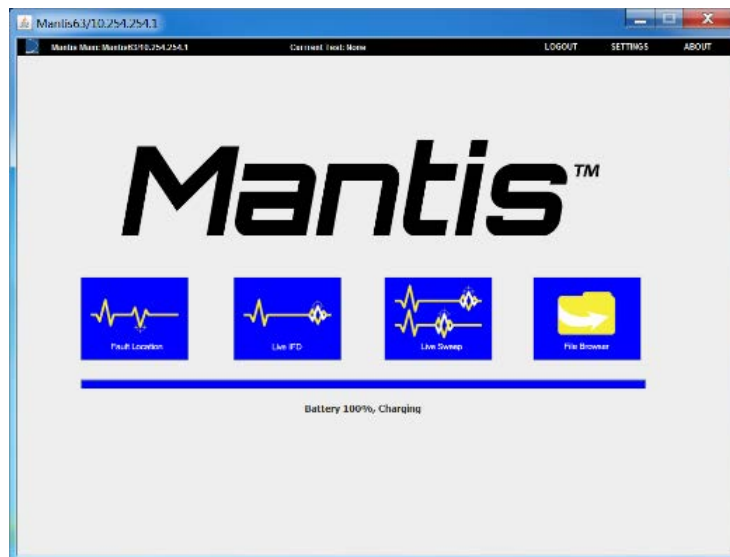 Mantis63/10.254.254.1
Mantis Main: Mantis63/10.254.254.1 Current Test: None LOGOUT SETTINGS ABOUT
Mantis™
Fault Location Live IFD Live Sweep File Browser
Battery 100%, Charging